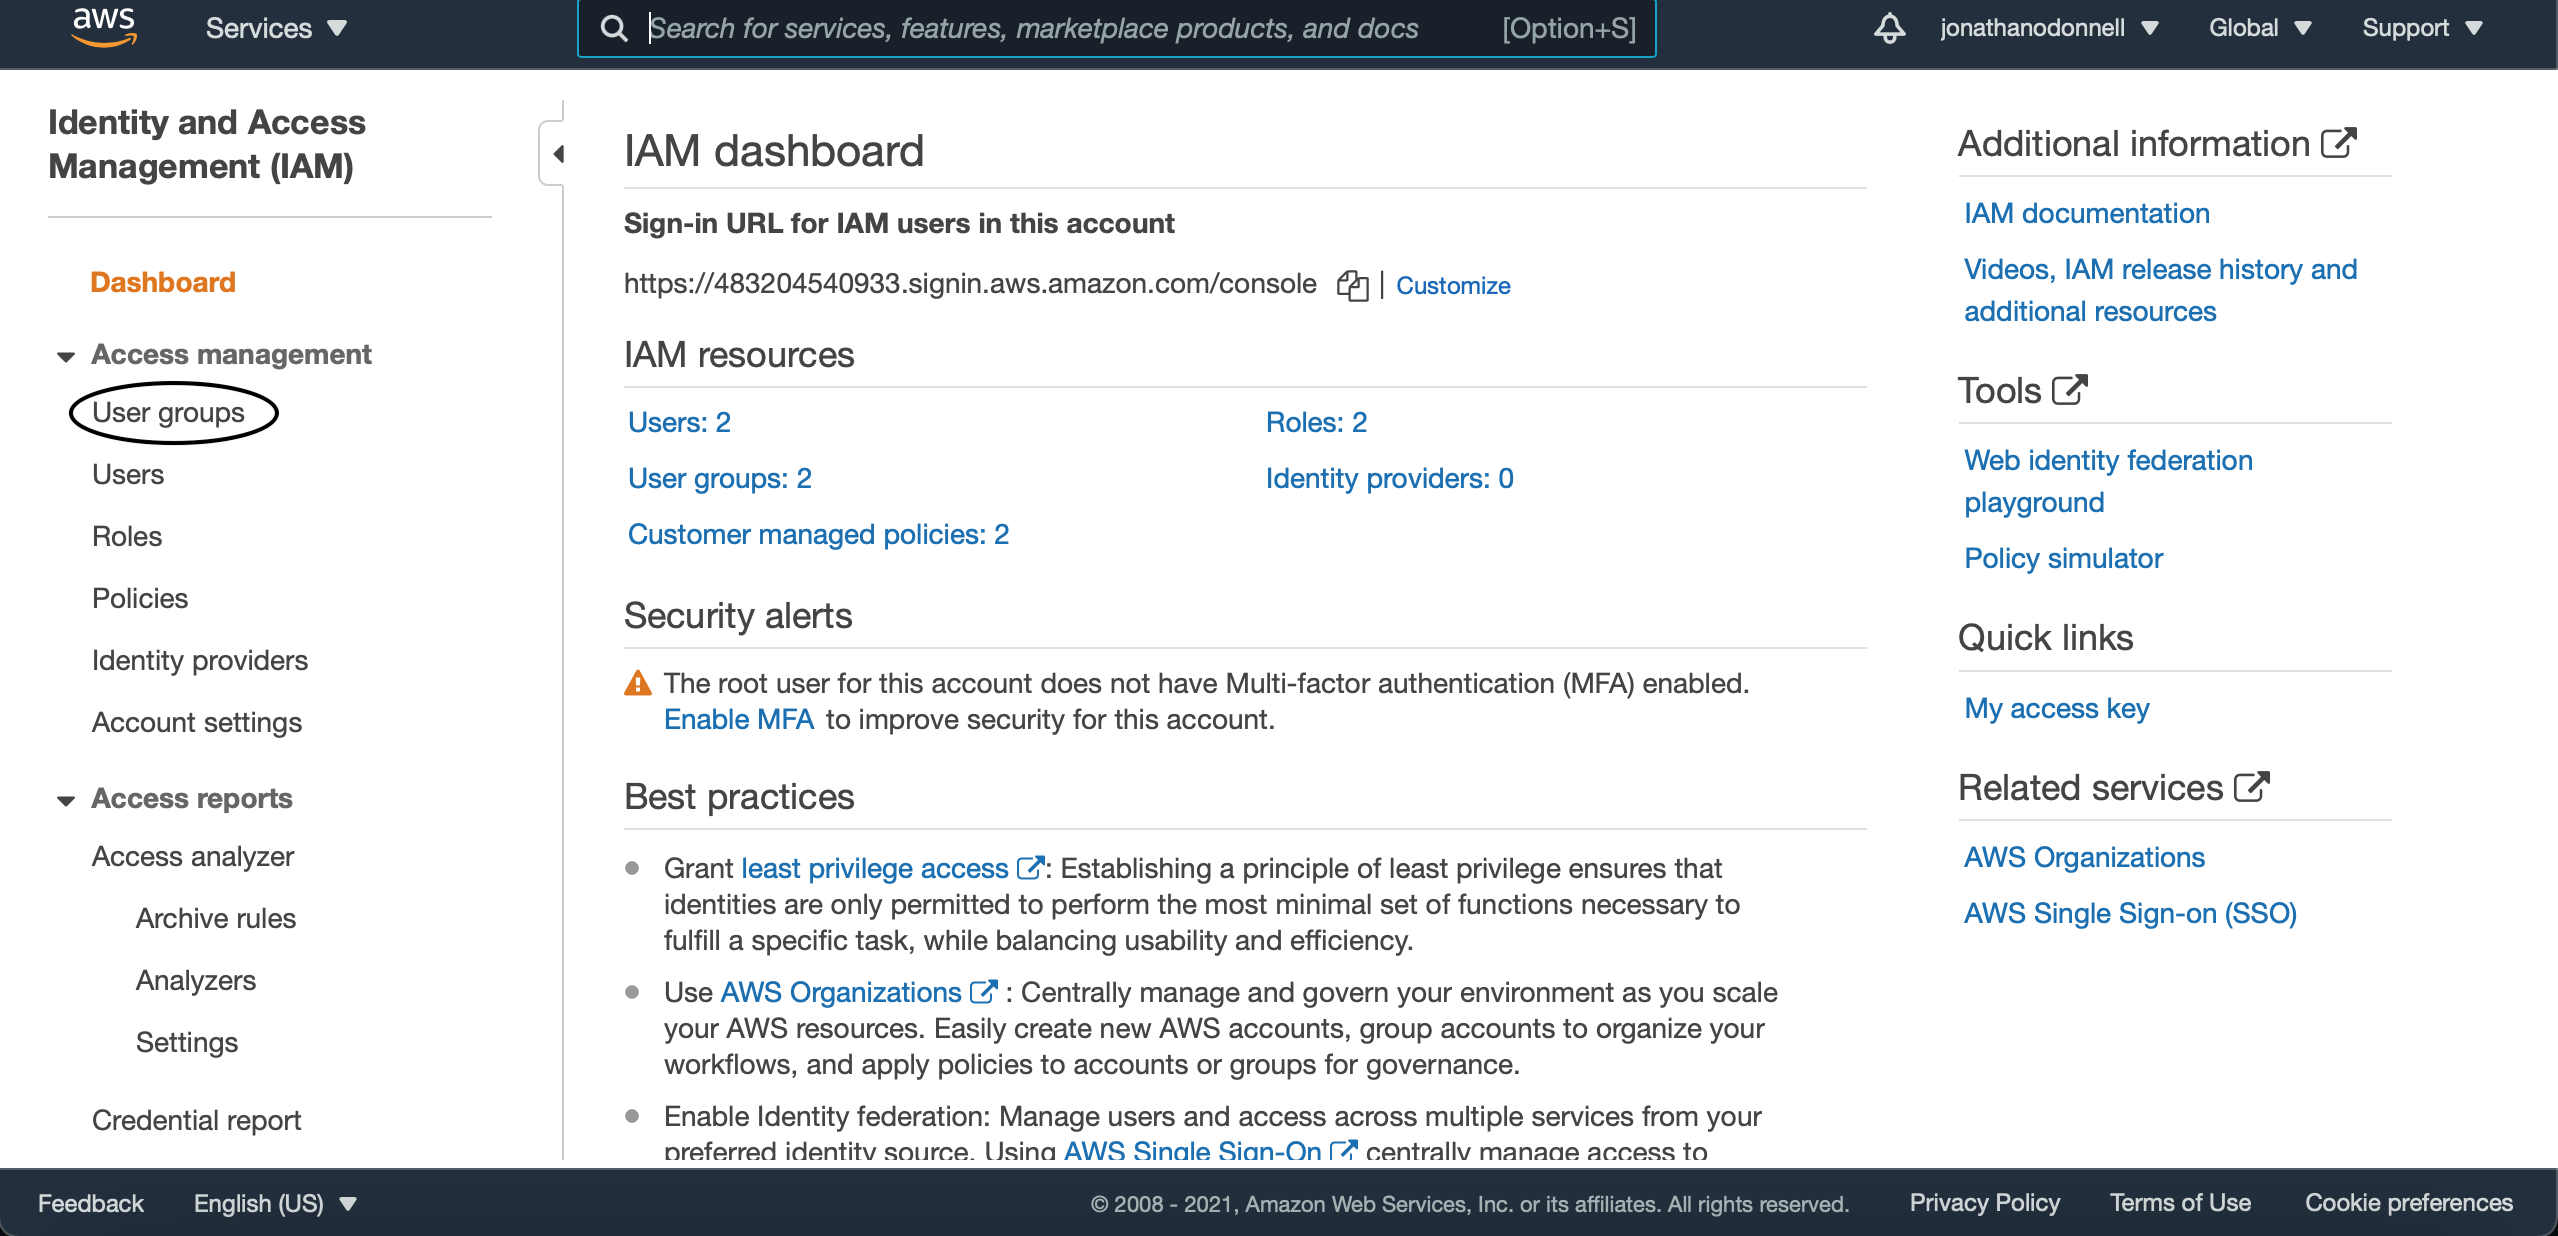 aws
Services
Search for services, features, marketplace products, and docs [Option+S]
jonathanodonnell
Global
Support
Identity and Access
Management (IAM)
Dashboard
Access management
User groups
Users
Roles
Policies
Identity providers
Account settings
Access reports
Access analyzer
Archive rules
Analyzers
Settings
Credential report
IAM dashboard
Sign-in URL for IAM users in this account
https://483204540933.signin.aws.amazon.com/console | Customize
IAM resources
Users: 2
Roles: 2
User groups: 2
Identity providers: 0
Customer managed policies: 2
Security alerts
The root user for this account does not have Multi-factor authentication (MFA) enabled.
Enable MFA to improve security for this account.
Best practices
Grant least privilege access : Establishing a principle of least privilege ensures that
identities are only permitted to perform the most minimal set of functions necessary to
fulfill a specific task, while balancing usability and efficiency.
Use AWS Organizations : Centrally manage and govern your environment as you scale
your AWS resources. Easily create new AWS accounts, group accounts to organize your
workflows, and apply policies to accounts or groups for governance.
Enable Identity federation: Manage users and access across multiple services from your
preferred identity source. Using AWS Single Sign-On centrally manage access to
Additional information
IAM documentation
Videos, IAM release history and
additional resources
Tools
Web identity federation
playground
Policy simulator
Quick links
My access key
Related services
AWS Organizations
AWS Single Sign-on (SSO)
Feedback
English (US)
© 2008 - 2021, Amazon Web Services, Inc. or its affiliates. All rights reserved.
Privacy Policy
Terms of Use
Cookie preferences